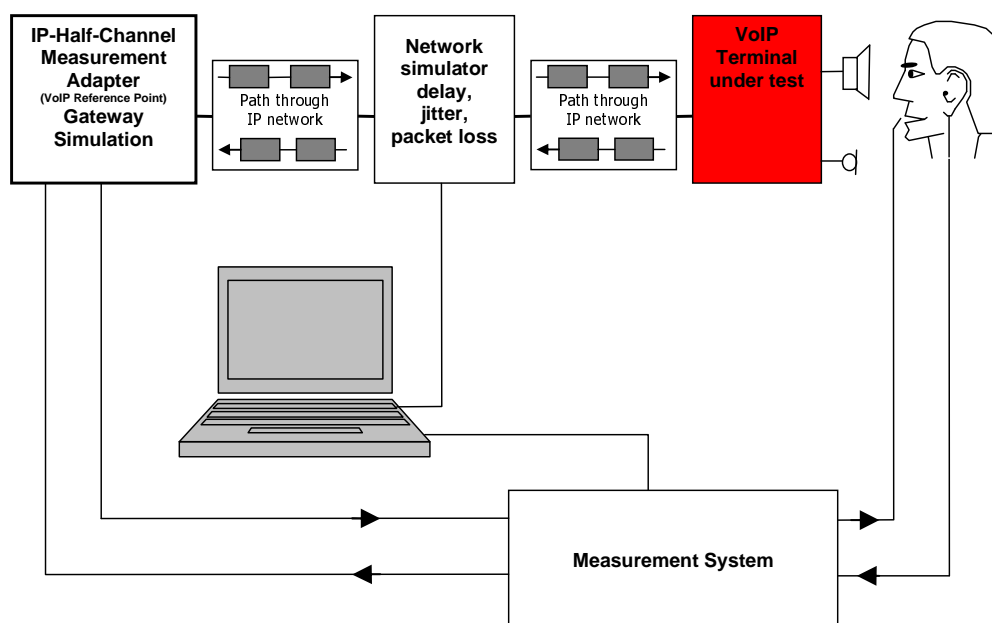 IP-Half-Channel
Measurement
Adapter
(VoIP Reference Point)
Gateway
Simulation
Path through
IP network
Network
simulator
delay,
jitter,
packet loss
Path through
IP network
VoIP
Terminal
under test
Measurement System